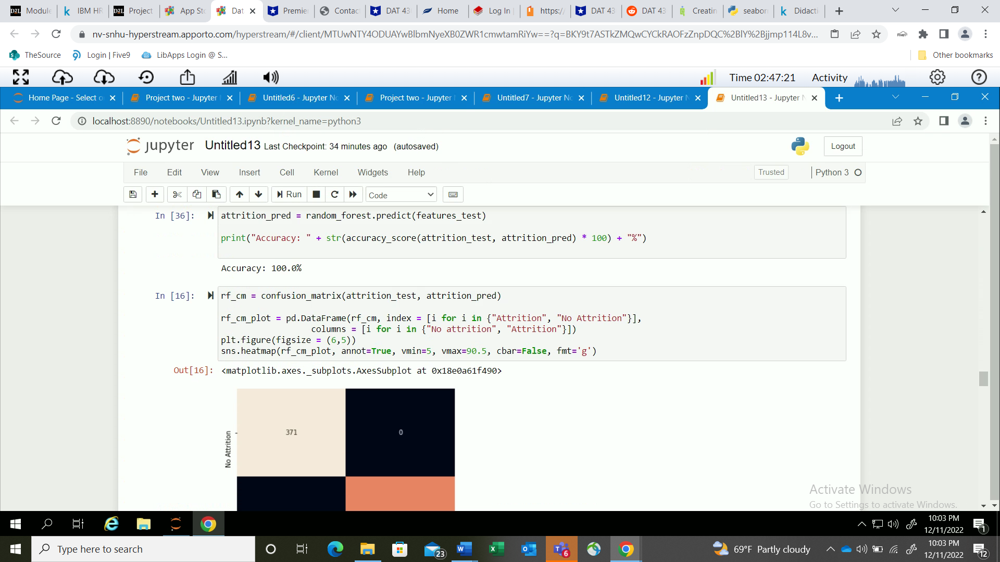 Module
IBM HR
Project
App Sto
Dat
Premie
Contac
DAT 43
Home
Log In
https:/
DAT 43
DAT 43
Creatin
seabor
Didacti
nv-snhu-hyperstream.apporto.com/hyperstream/#/client/MTUwNTY4ODUAYwBlbmNyeXB0ZWR1cmwtamRiYw==?q=BKY9t7ASTkZMQwCYCkRAOFzZnpDQC%2BlY%2Bjjmp114L8v...
TheSource
Login | Five9
LibApps Login @ S...
Other bookmarks
Time 02:47:21
Activity
Home Page - Select o
Project two - Jupyter
Untitled6 - Jupyter No
Project two - Jupyter
Untitled7 - Jupyter No
Untitled12 - Jupyter N
Untitled13 - Jupyter N
localhost:8890/notebooks/Untitled13.ipynb?kernel_name=python3
jupyter Untitled13 Last Checkpoint: 34 minutes ago (autosaved)
Logout
File Edit View Insert Cell Kernel Widgets Help
Trusted
Python 3
Run
Code
In [36]: attrition_pred = random_forest.predict(features_test)
print("Accuracy: " + str(accuracy_score(attrition_test, attrition_pred) * 100) + "%")
Accuracy: 100.0%
In [16]: rf_cm = confusion_matrix(attrition_test, attrition_pred)
rf_cm_plot = pd.DataFrame(rf_cm, index = [i for i in {"Attrition", "No Attrition"}],
columns = [i for i in {"No attrition", "Attrition"}])
plt.figure(figsize = (6,5))
sns.heatmap(rf_cm_plot, annot=True, vmin=5, vmax=90.5, cbar=False, fmt='g')
Out[16]: <matplotlib.axes._subplots.AxesSubplot at 0x18e0a61f490>
371
0
No Attrition
Activate Windows
Go to Settings to activate Windows.
10:03 PM
12/11/2022
1
Type here to search
23
6
69°F Partly cloudy
10:03 PM
12/11/2022
12